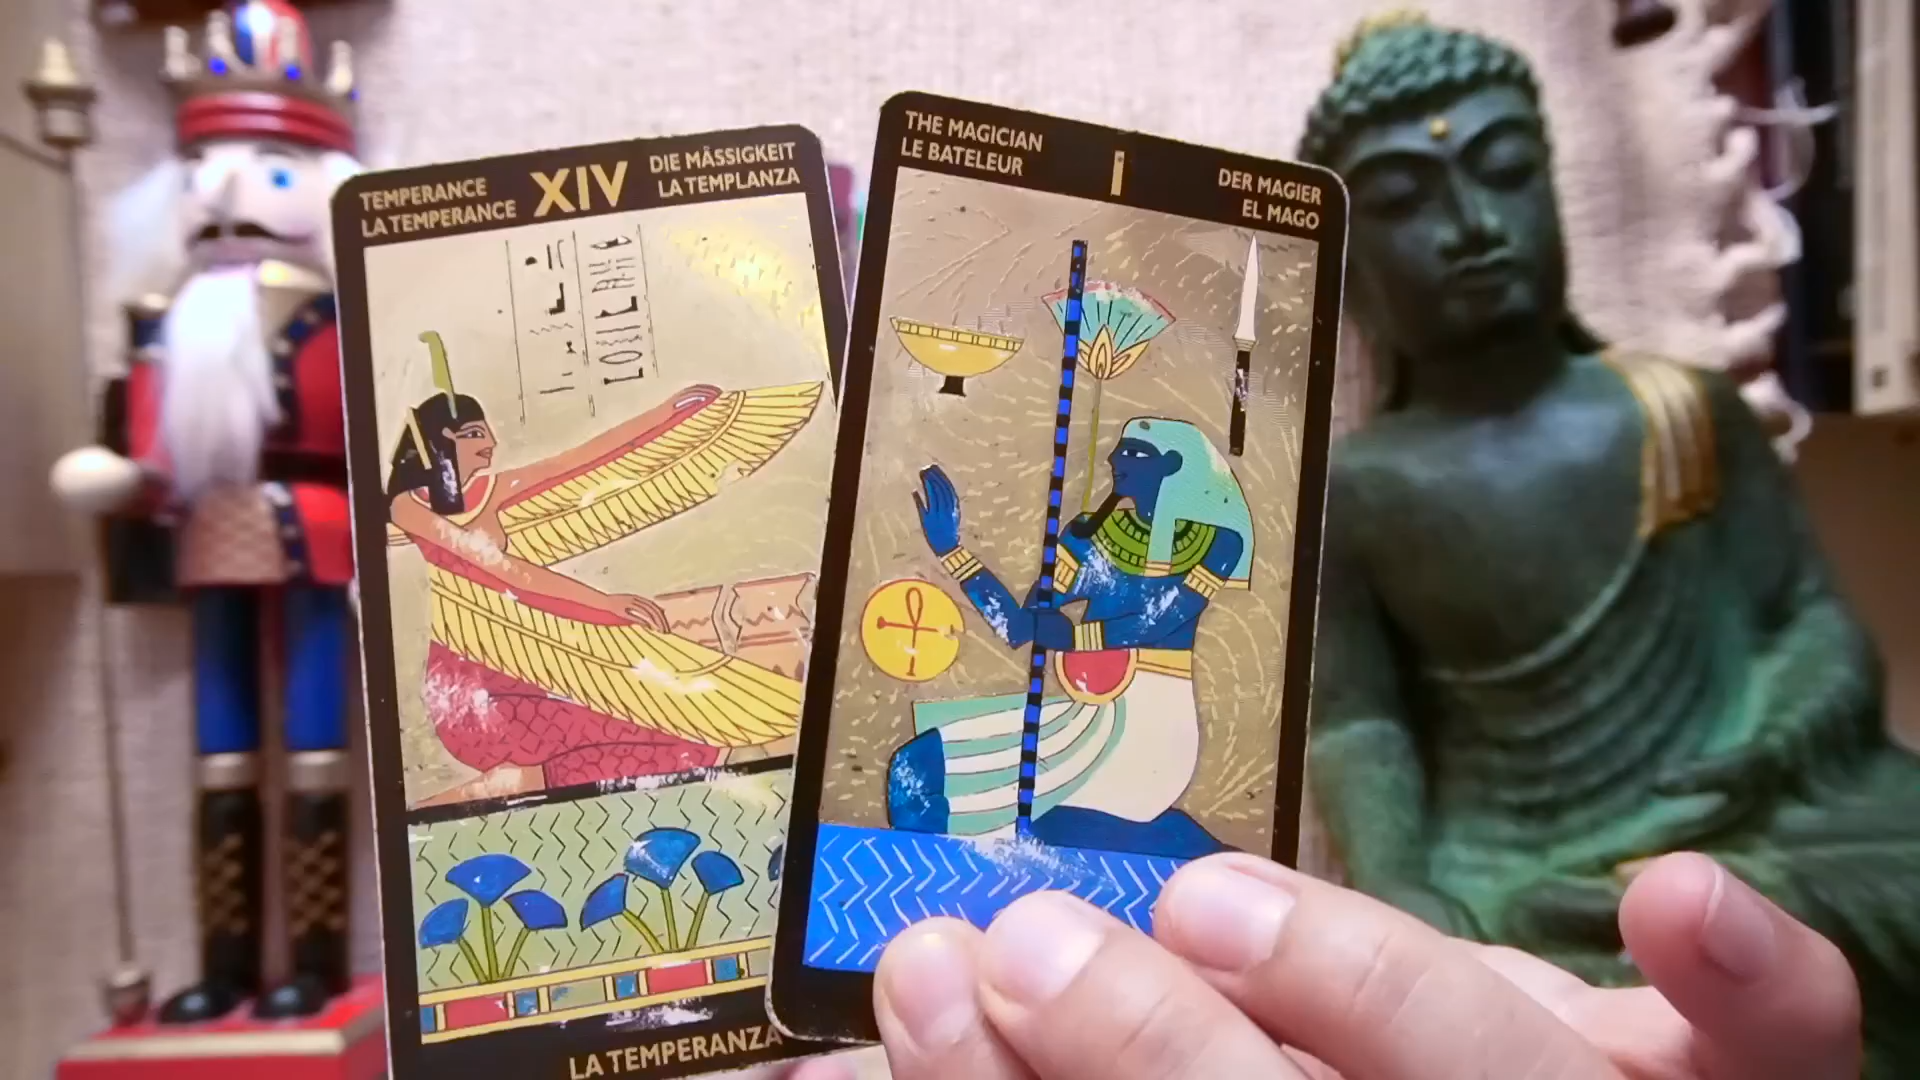 TEMPERANCE
LA TEMPERANCE
XIV
DIE MÄSSIGKEIT
LA TEMPLANZA
LA TEMPERANZA
THE MAGICIAN
LE BATELEUR
I
DER MAGIER
EL MAGO